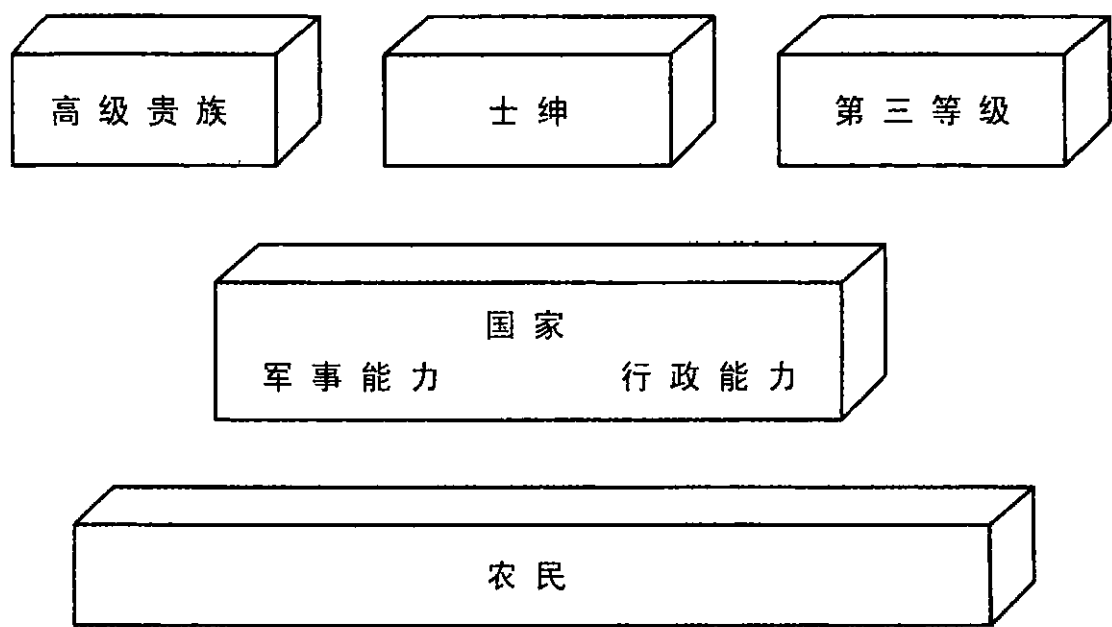 高级贵族
士绅
第三等级
国家
军事能力 行政能力
农民